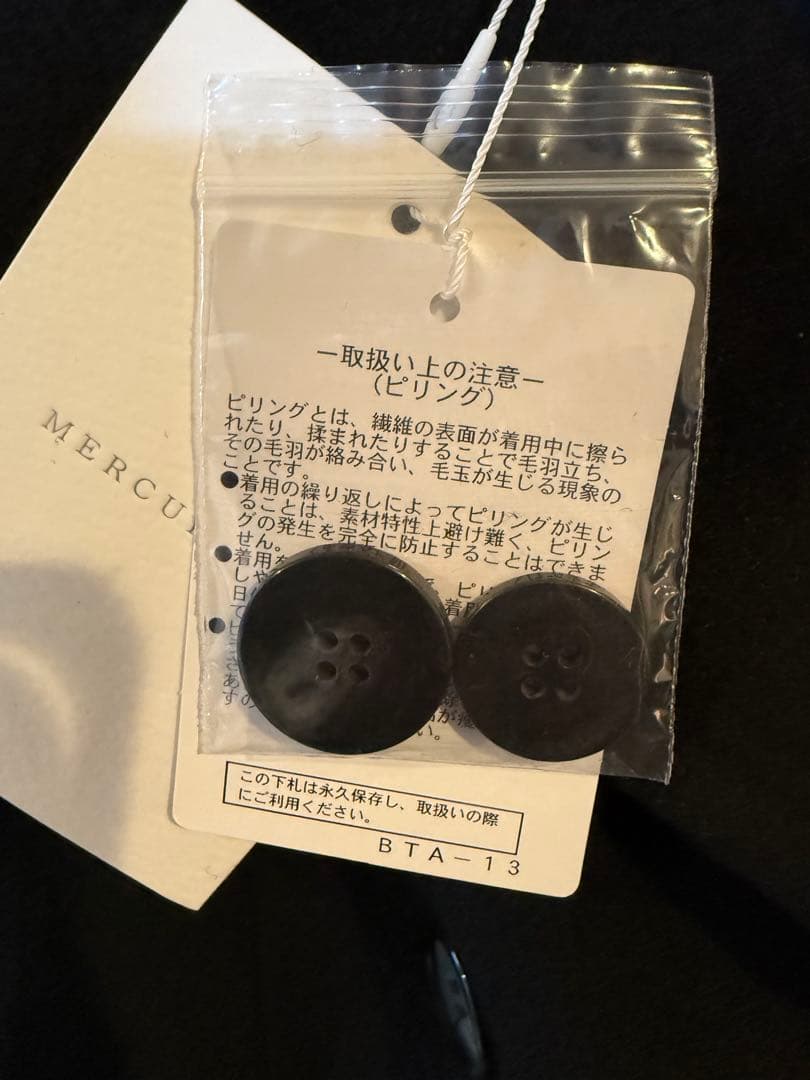 MERCU
ー取扱い上の注意ー
（ピリング）
ピリングとは、繊維の表面が着用中に擦ら
れたり、揉まれたりすることで毛羽立ち、
その毛羽が絡み合い、毛玉が生じる現象の
ことです。
●着用の繰り返しによってピリングが生じ
ることは、素材特性上避け難く、ピリン
グの発生を完全に防止することはできま
せん。
●着用
この下札は永久保存し、取扱いの際
にご利用ください。
BTA－13